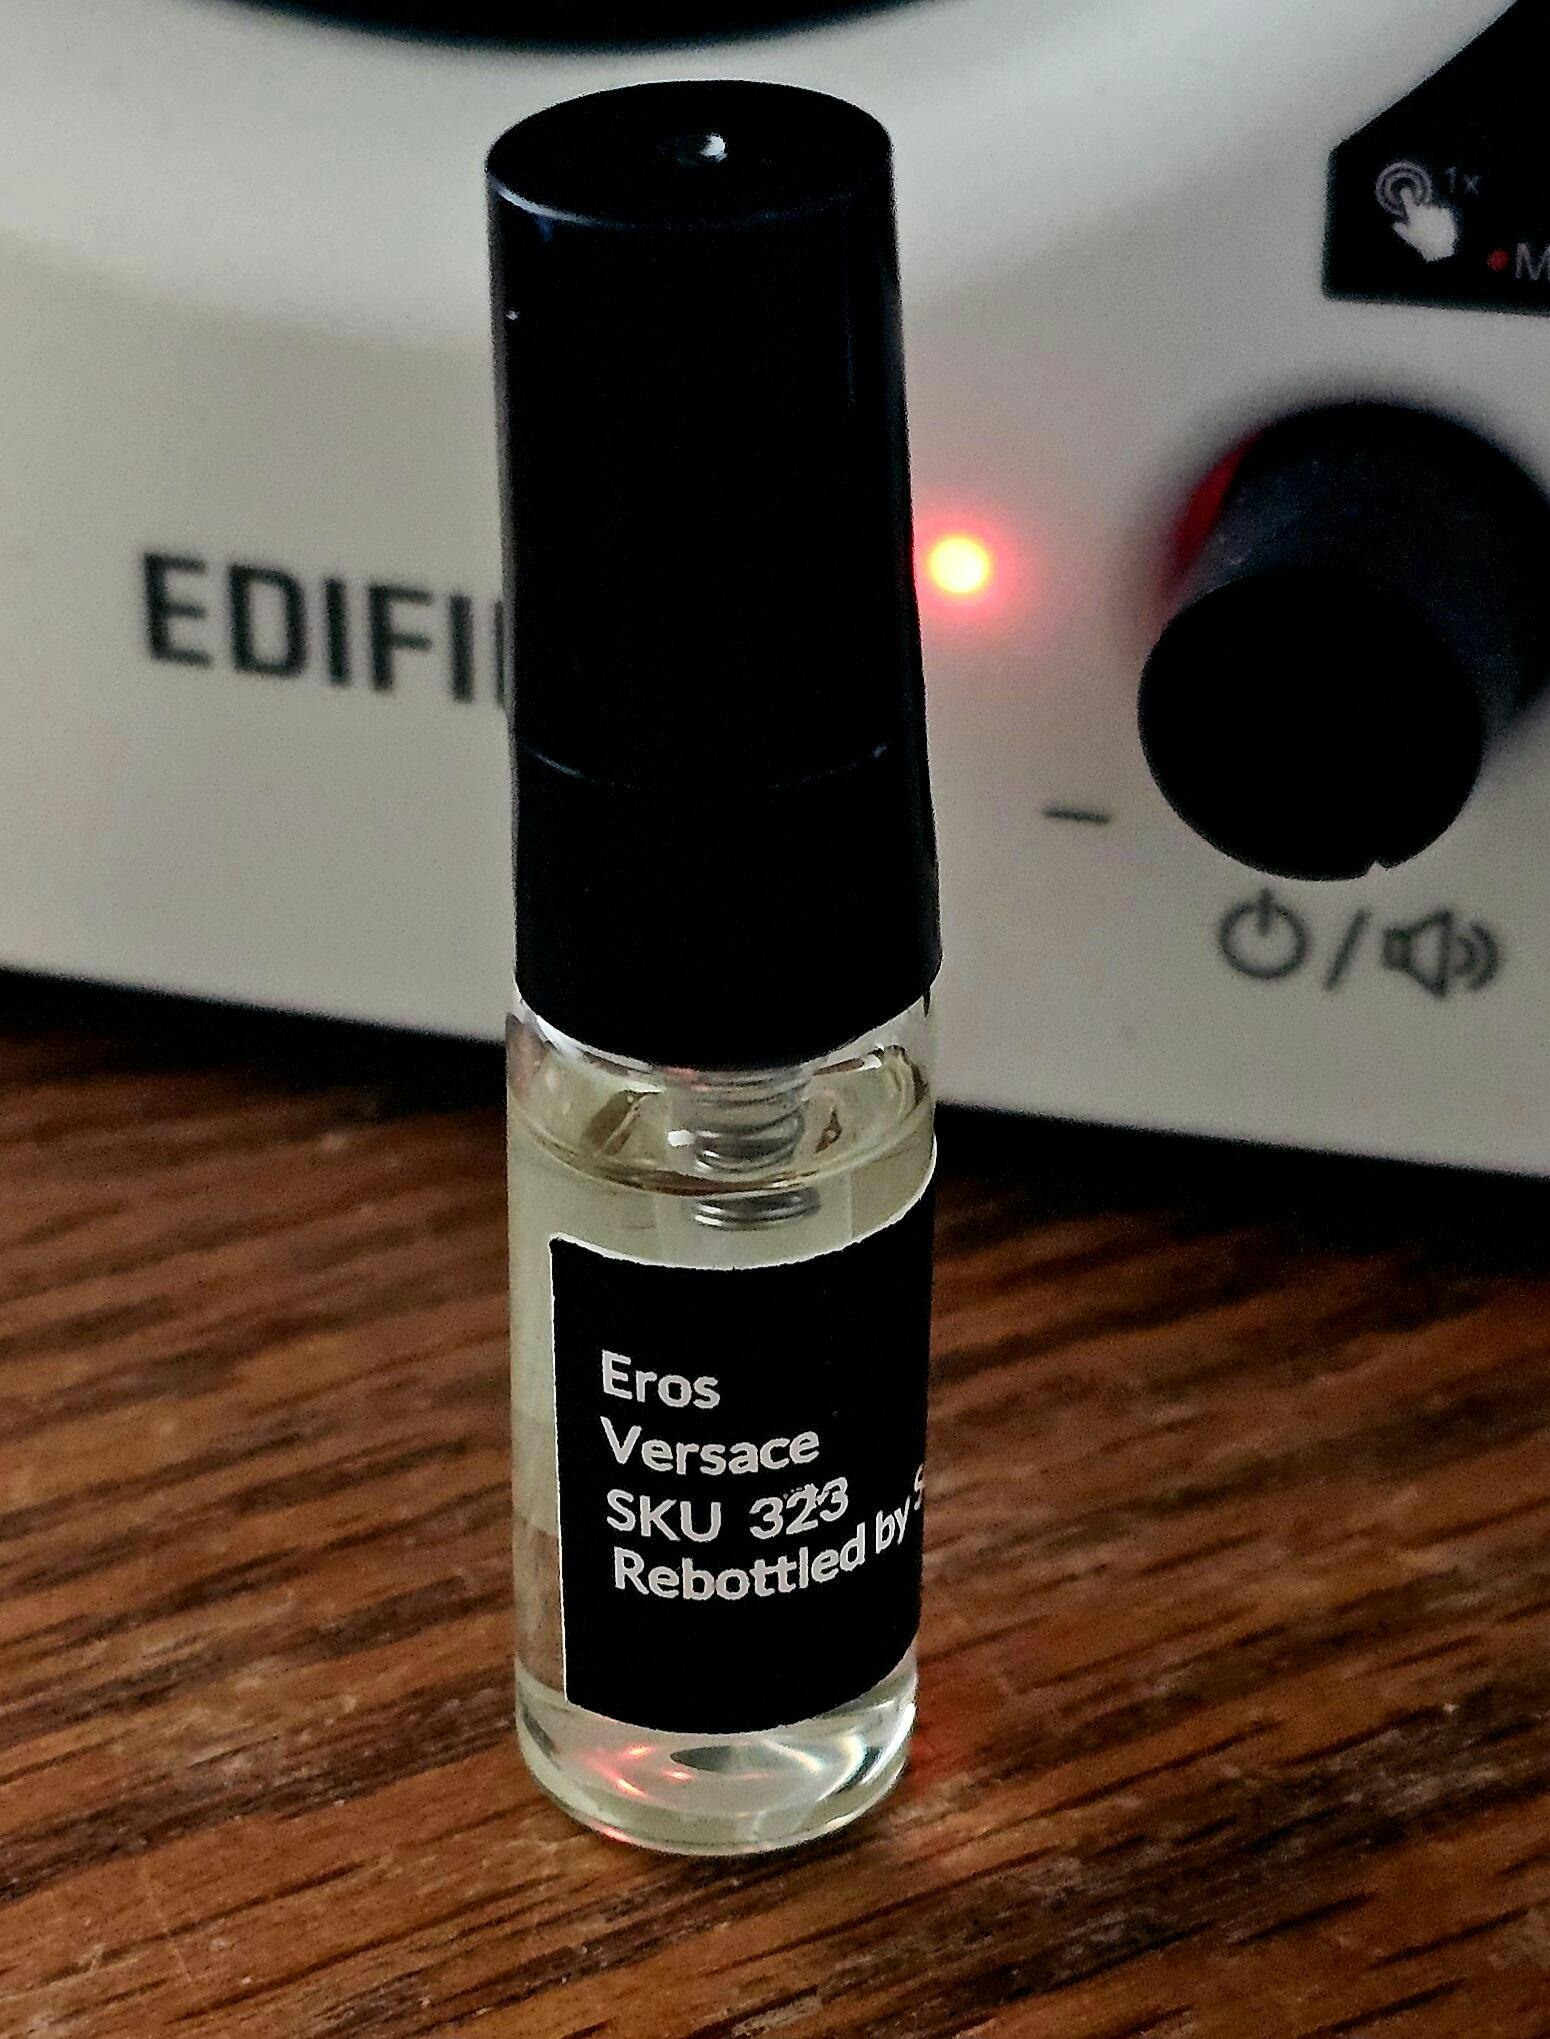 1x
M
EDIFI
Eros
Versace
SKU 323
Rebottled by S